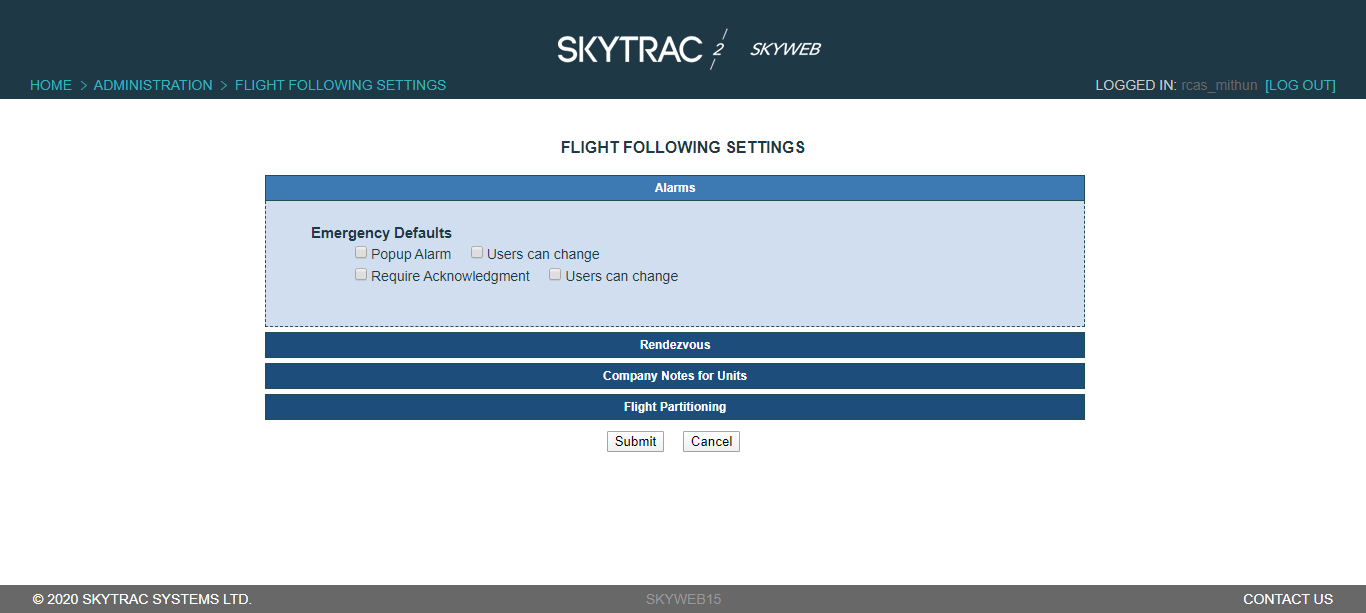 SKYTRAC 2 SKYWEB
HOME > ADMINISTRATION > FLIGHT FOLLOWING SETTINGS LOGGED IN: rcas_mithun [LOG OUT]
FLIGHT FOLLOWING SETTINGS
Alarms
Emergency Defaults
Popup Alarm Users can change
Require Acknowledgment Users can change
Rendezvous
Company Notes for Units
Flight Partitioning
Submit Cancel
© 2020 SKYTRAC SYSTEMS LTD. SKYWEB15 CONTACT US